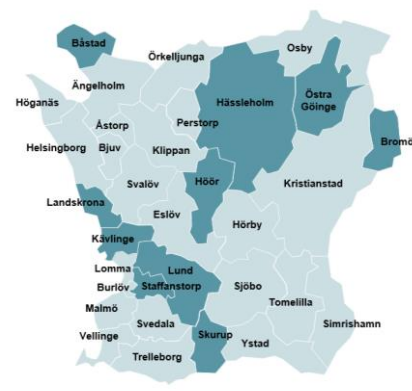 Båstad
Örkelljunga
Osby
Ängelholm
Höganäs
Hässleholm
Östra
Göinge
Perstorp
Åstorp
Bromö
Helsingborg
Bjuv
Klippan
Svalöv
Höör
Kristianstad
Landskrona
Eslöv
Hörby
Kävlinge
Lomma
Lund
Burlöv
Staffanstorp
Sjöbo
Malmö
Tomelilla
Svedala
Simrishamn
Vellinge
Skurup
Ystad
Trelleborg